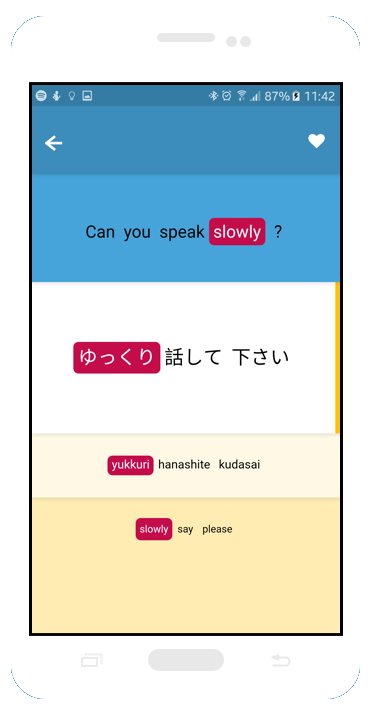 87% 11:42
Can you speak slowly ?
ゆっくり 話して 下さい
yukkuri hanashite kudasai
slowly say please